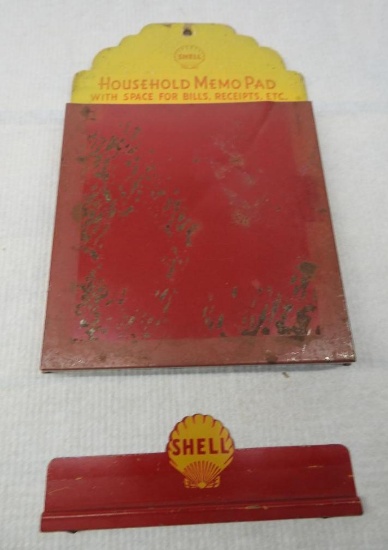 SHELL
HOUSEHOLD MEMO PAD
WITH SPACE FOR BILLS, RECEIPTS, ETC.
SHELL